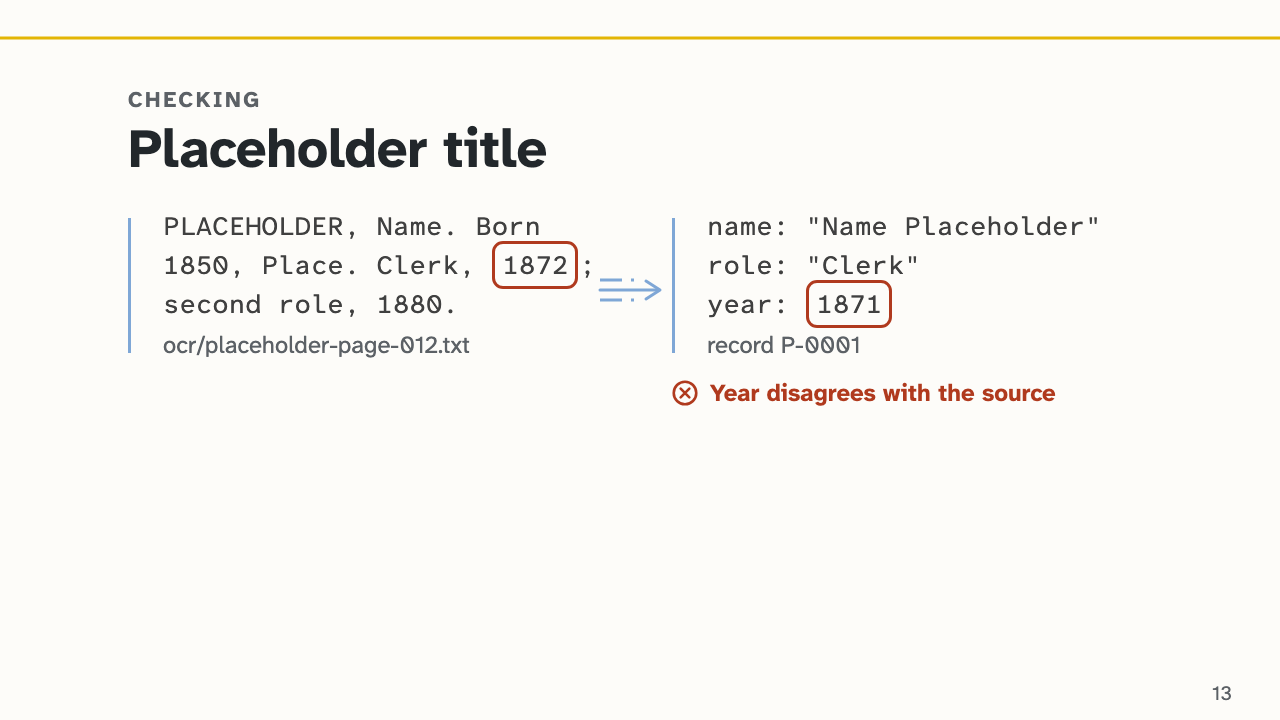 CHECKING
Placeholder title
PLACEHOLDER, Name. Born
1850, Place. Clerk, 1872;
second role, 1880.
ocr/placeholder-page-012.txt
name: "Name Placeholder"
role: "Clerk"
year: 1871
record P-0001
Year disagrees with the source
13